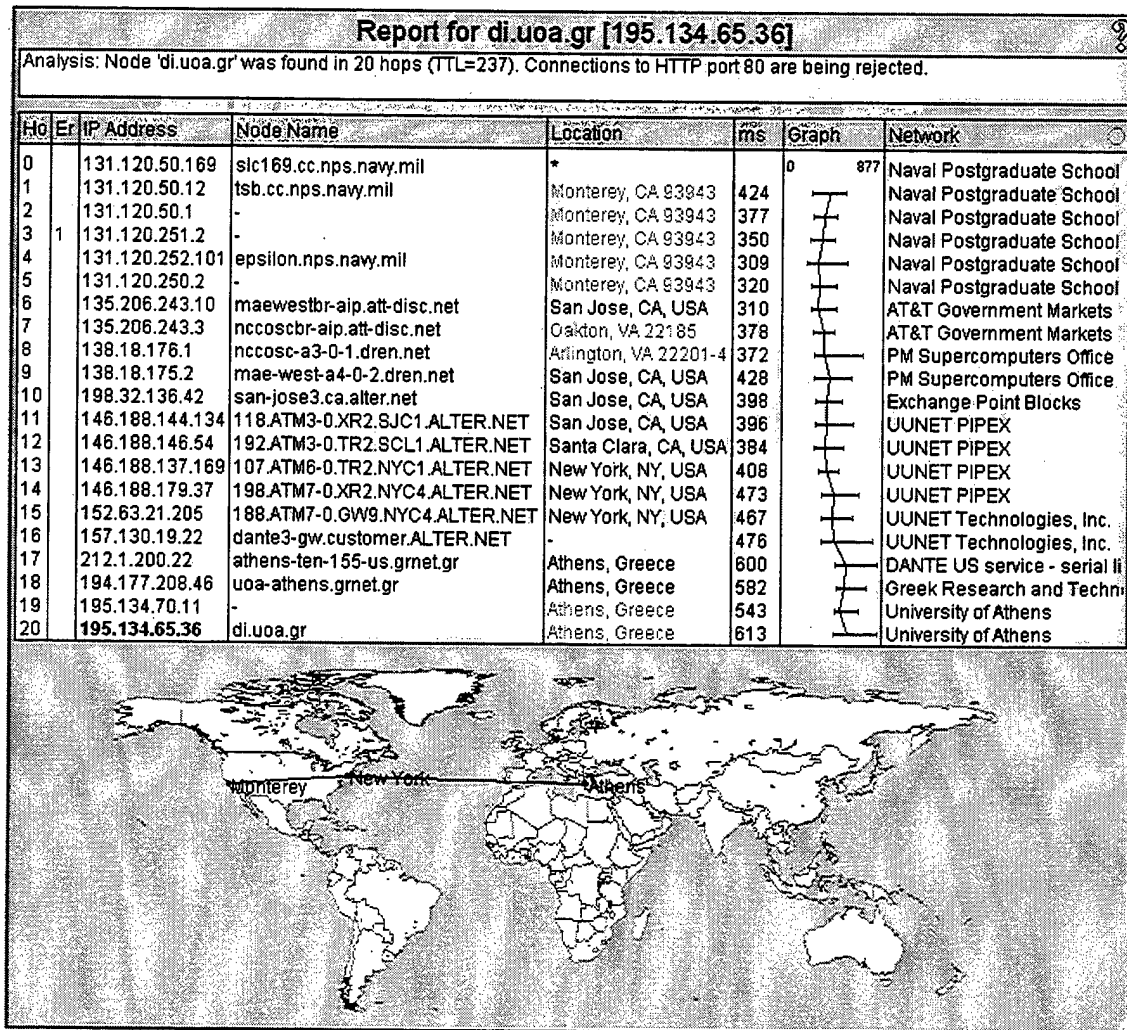 Report for di.uoa.gr [195.134.65.36]
Analysis: Node 'di.uoa.gr' was found in 20 hops (TTL=237). Connections to HTTP port 80 are being rejected.
Ho Er IP Address Node Name Location ms Graph Network
0 131.120.50.169 slc169.cc.nps.navy.mil * 0 877 Naval Postgraduate School
1 131.120.50.12 tsb.cc.nps.navy.mil Monterey, CA 93943 424 Naval Postgraduate School
2 131.120.50.1 - Monterey, CA 93943 377 Naval Postgraduate School
3 1 131.120.251.2 - Monterey, CA 93943 350 Naval Postgraduate School
4 131.120.252.101 epsilon.nps.navy.mil Monterey, CA 93943 309 Naval Postgraduate School
5 131.120.250.2 - Monterey, CA 93943 320 Naval Postgraduate School
6 135.206.243.10 maewestbr-aip.att-disc.net San Jose, CA, USA 310 AT&T Government Markets
7 135.206.243.3 nccoscbr-aip.att-disc.net Oakton, VA 22185 378 AT&T Government Markets
8 138.18.176.1 nccosc-a3-0-1.dren.net Arlington, VA 22201-4 372 PM Supercomputers Office
9 138.18.175.2 mae-west-a4-0-2.dren.net San Jose, CA, USA 428 PM Supercomputers Office
10 198.32.136.42 san-jose3.ca.alter.net San Jose, CA, USA 398 Exchange Point Blocks
11 146.188.144.134 118.ATM3-0.XR2.SJC1.ALTER.NET San Jose, CA, USA 396 UUNET PIPEX
12 146.188.146.54 192.ATM3-0.TR2.SCL1.ALTER.NET Santa Clara, CA, USA 384 UUNET PIPEX
13 146.188.137.169 107.ATM6-0.TR2.NYC1.ALTER.NET New York, NY, USA 408 UUNET PIPEX
14 146.188.179.37 198.ATM7-0.XR2.NYC4.ALTER.NET New York, NY, USA 473 UUNET PIPEX
15 152.63.21.205 188.ATM7-0.GW9.NYC4.ALTER.NET New York, NY, USA 467 UUNET Technologies, Inc.
16 157.130.19.22 dante3-gw.customer.ALTER.NET - 476 UUNET Technologies, Inc.
17 212.1.200.22 athens-ten-155-us.grnet.gr Athens, Greece 600 DANTE US service - serial li
18 194.177.208.46 uoa-athens.grnet.gr Athens, Greece 582 Greek Research and Techn
19 195.134.70.11 - Athens, Greece 543 University of Athens
20 195.134.65.36 di.uoa.gr Athens, Greece 613 University of Athens
Monterey New York Athens